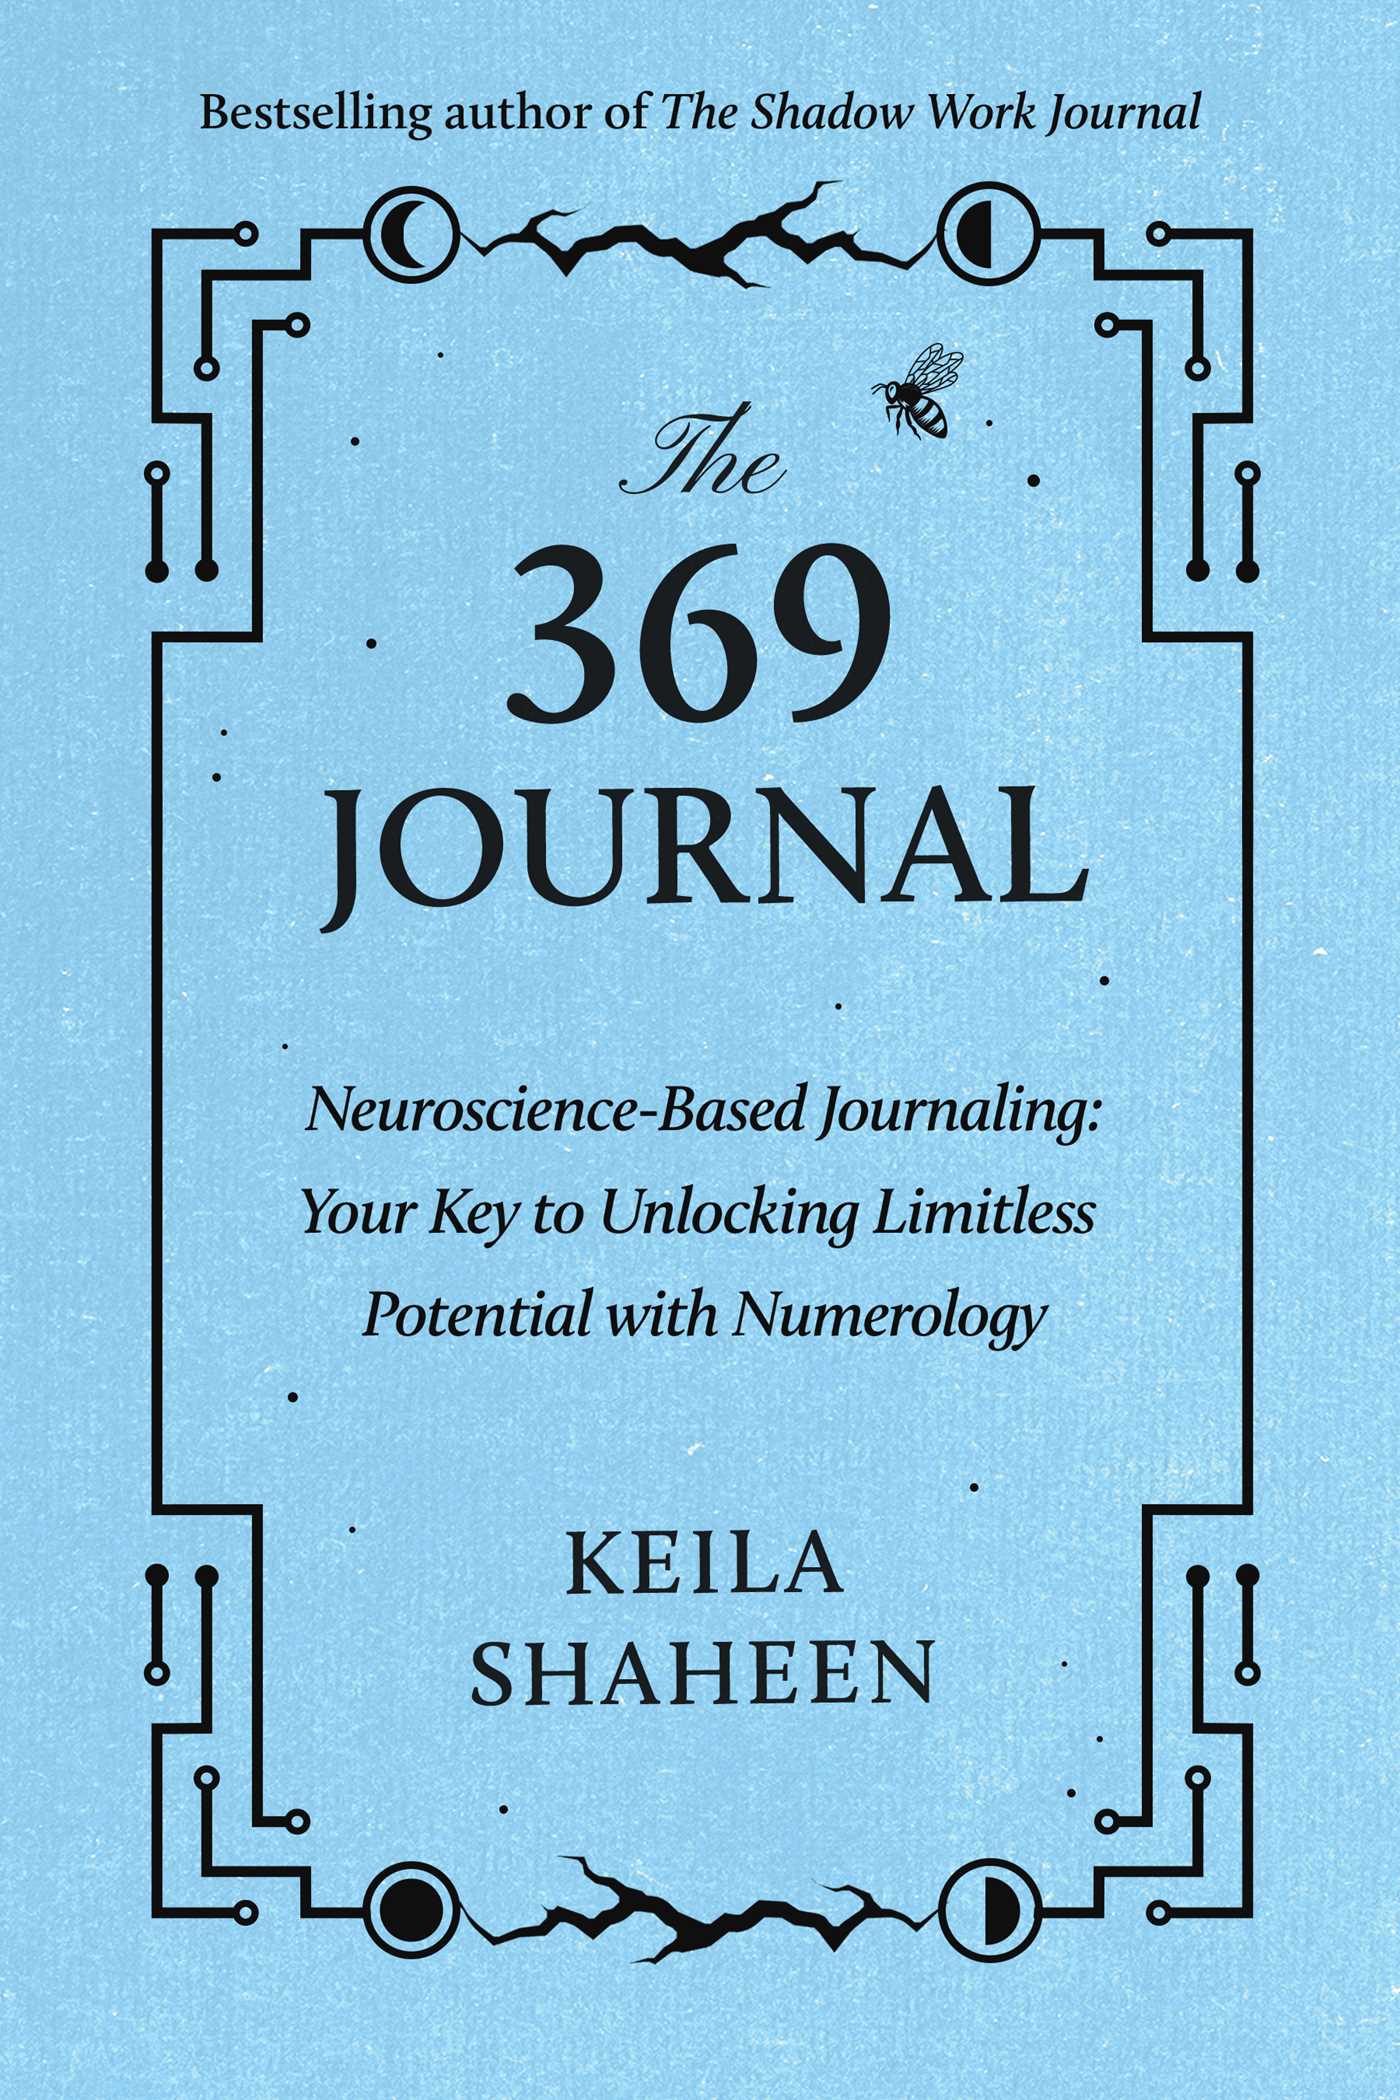 Bestselling author of The Shadow Work Journal
The
369
JOURNAL
Neuroscience-Based Journaling:
Your Key to Unlocking Limitless
Potential with Numerology
KEILA
SHAHEEN